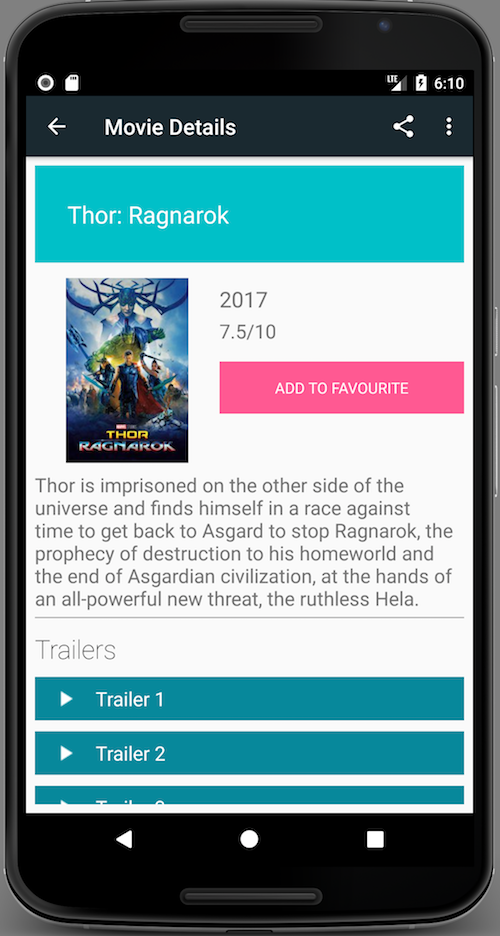 LTE 6:10
Movie Details
Thor: Ragnarok
2017
7.5/10
ADD TO FAVOURITE
MARVEL STUDIOS
THOR
RAGNAROK
Thor is imprisoned on the other side of the
universe and finds himself in a race against
time to get back to Asgard to stop Ragnarok, the
prophecy of destruction to his homeworld and
the end of Asgardian civilization, at the hands of
an all-powerful new threat, the ruthless Hela.
Trailers
Trailer 1
Trailer 2